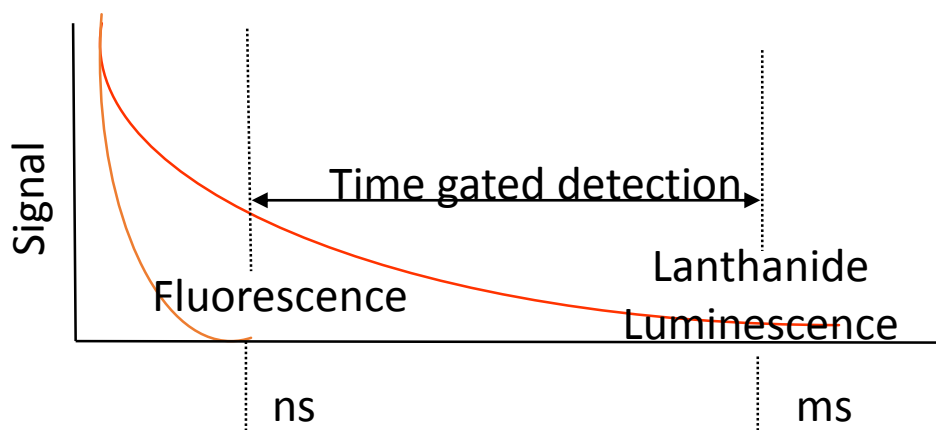 Signal
Time gated detection
Lanthanide
Luminescence
Fluorescence
ns
ms